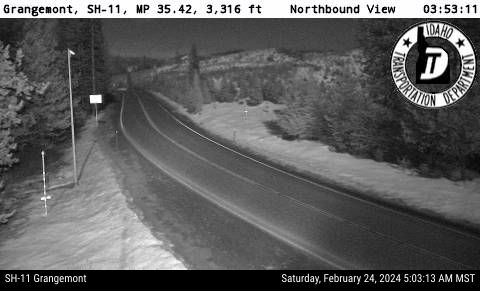 Grangemont, SH-11, MP 35.42, 3,316 ft Northbound View 03:53:11
IDAHO
TRANSPORTATION DEPARTMENT
SH-11 Grangemont Saturday, February 24, 2024 5:03:13 AM MST